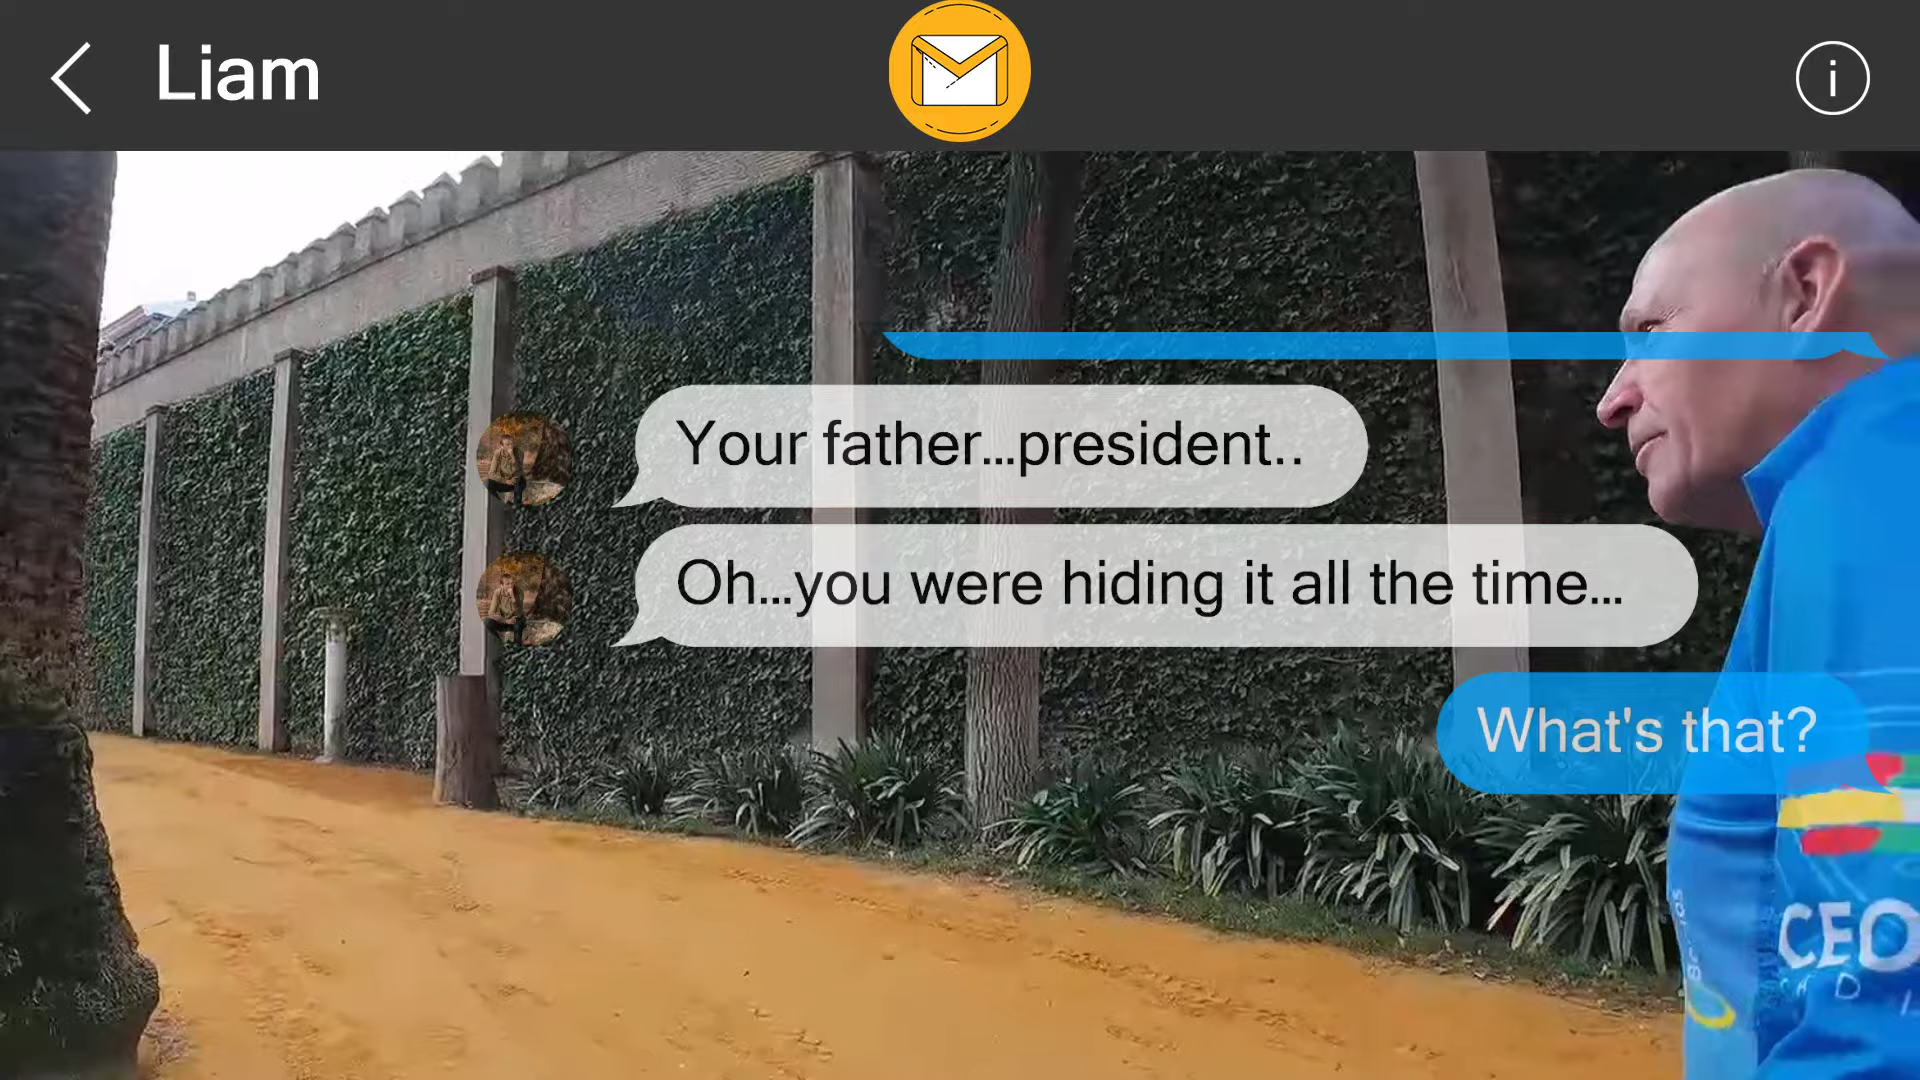 Liam
Your father...president..
Oh...you were hiding it all the time...
What's that?
CEO